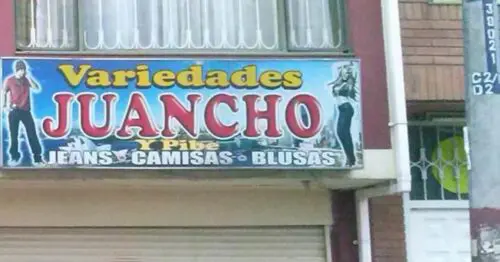 Variedades
JUANCHO
Y Pibe
JEANS CAMISAS BLUSAS